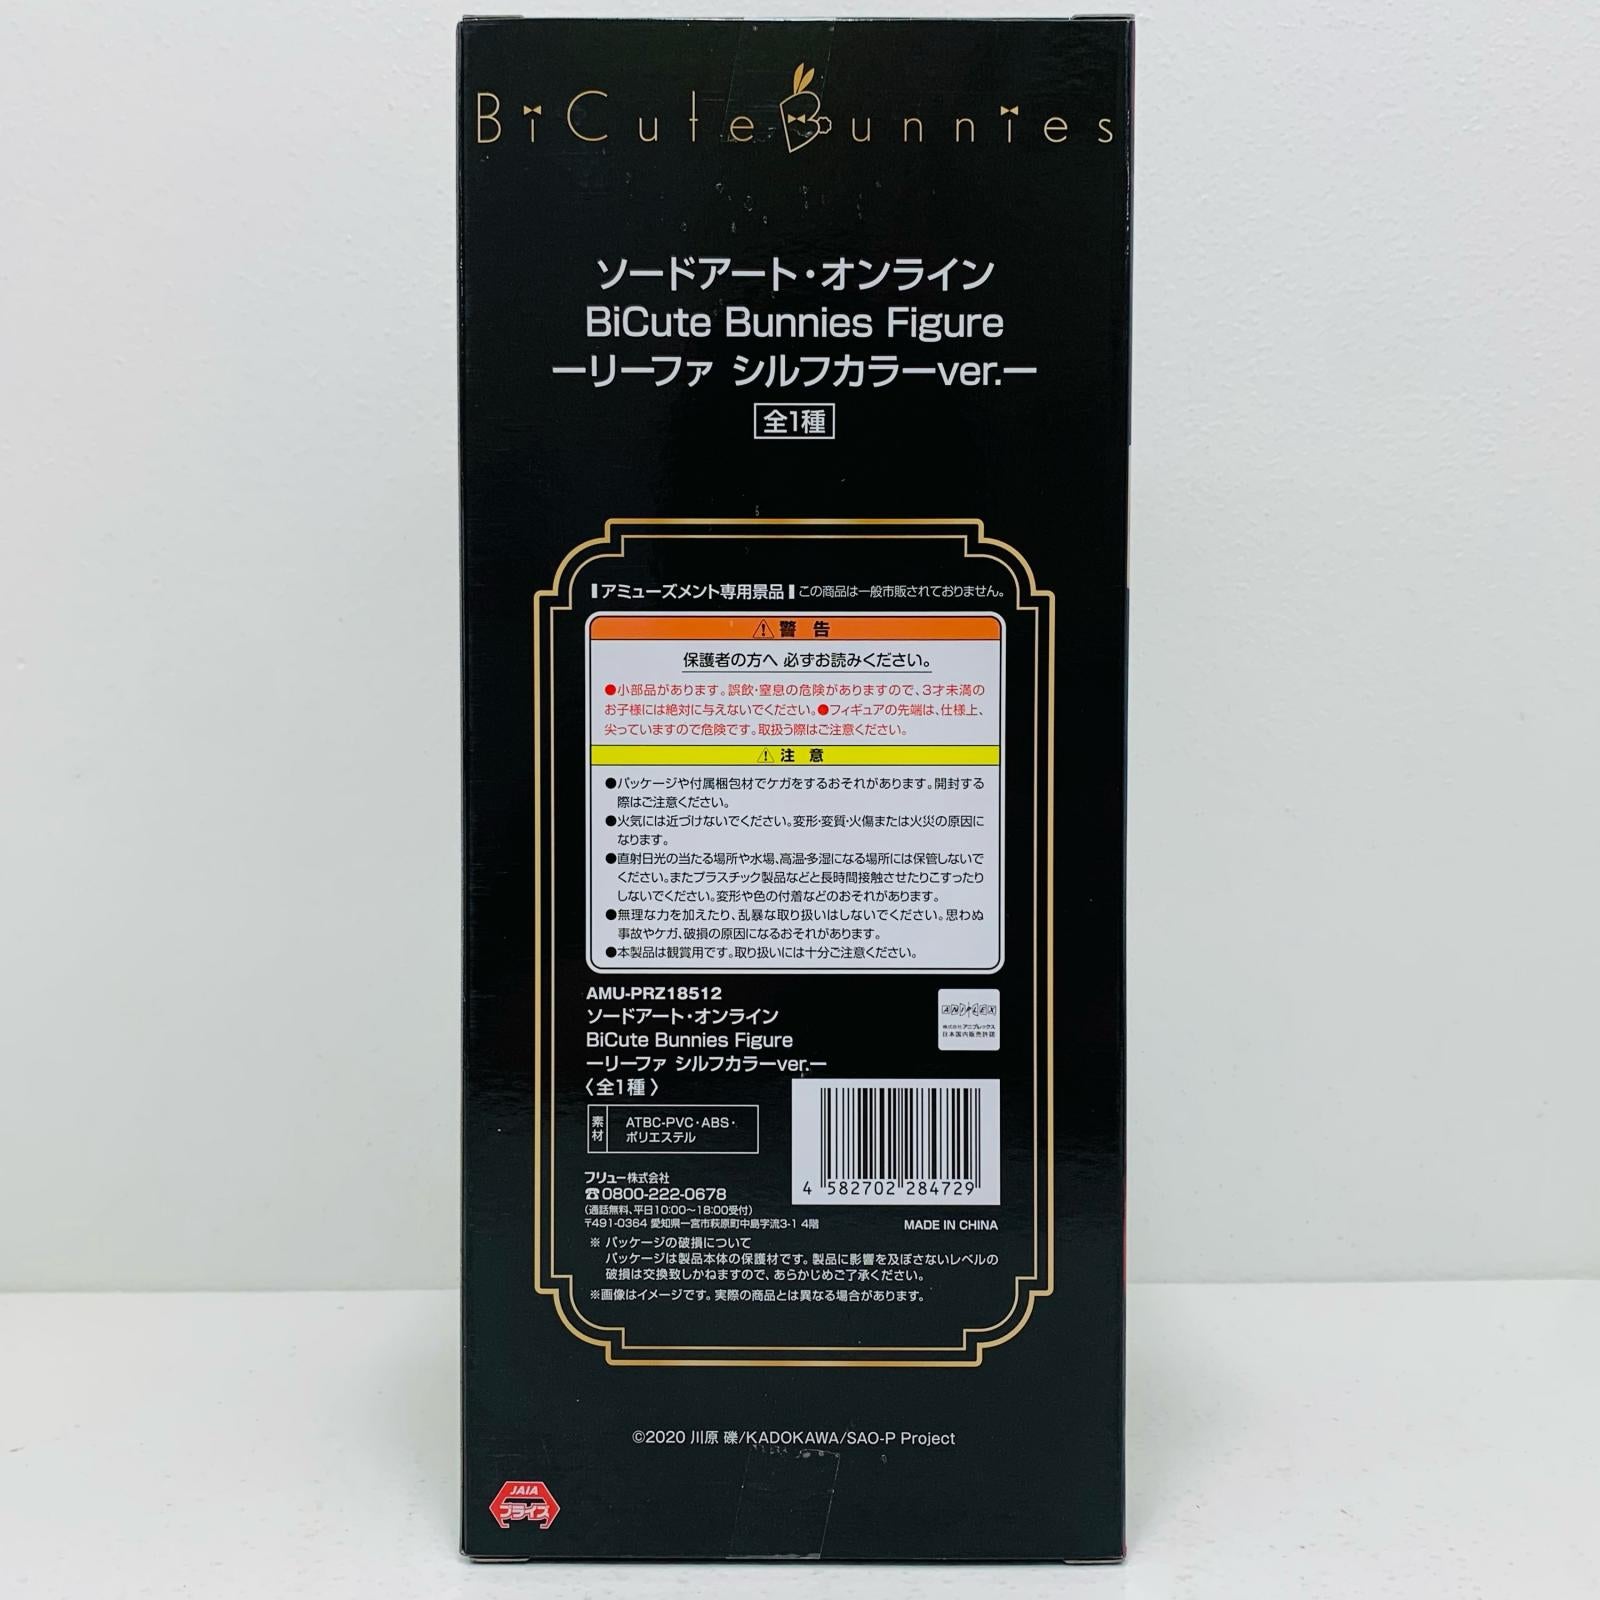 BiCute Bunnies
ソードアート・オンライン
BiCute Bunnies Figure
ーリーファ シルフカラーver.ー
全1種
アミューズメント専用景品 この商品は一般市販されておりません。
⚠警告
保護者の方へ 必ずお読みください。
●小部品があります。誤飲・窒息の危険がありますので、3才未満の
お子様には絶対に与えないでください。●フィギュアの先端は、仕様上、
尖っていますので危険です。取扱う際はご注意ください。
⚠注意
●パッケージや付属梱包材でケガをするおそれがあります。開封する
際はご注意ください。
●火気には近づけないでください。変形・変質・火傷または火災の原因に
なります。
●直射日光の当たる場所や水場、高温・多湿になる場所には保管しないで
ください。またプラスチック製品などと長時間接触させたりこすったり
しないでください。変形や色の付着などのおそれがあります。
●無理な力を加えたり、乱暴な取り扱いはしないでください。思わぬ
事故やケガ、破損の原因になるおそれがあります。
●本製品は観賞用です。取り扱いには十分ご注意ください。
AMU-PRZ18512
ソードアート・オンライン
BiCute Bunnies Figure
ーリーファ シルフカラーver.ー
〈全1種〉
ANIPLEX
株式会社アニプレックス
日本国内販売許諾
素材
ATBC-PVC・ABS・
ポリエステル
4 582702 284729
フリュー株式会社
☎0800-222-0678
(通話無料、平日10:00〜18:00受付)
〒491-0364 愛知県一宮市萩原町中島字流3-1 4階
MADE IN CHINA
※ パッケージの破損について
パッケージは製品本体の保護材です。製品に影響を及ぼさないレベルの
破損は交換致しかねますので、あらかじめご了承ください。
※画像はイメージです。実際の商品とは異なる場合があります。
©2020 川原 礫/KADOKAWA/SAO-P Project
JAIA
プライズ